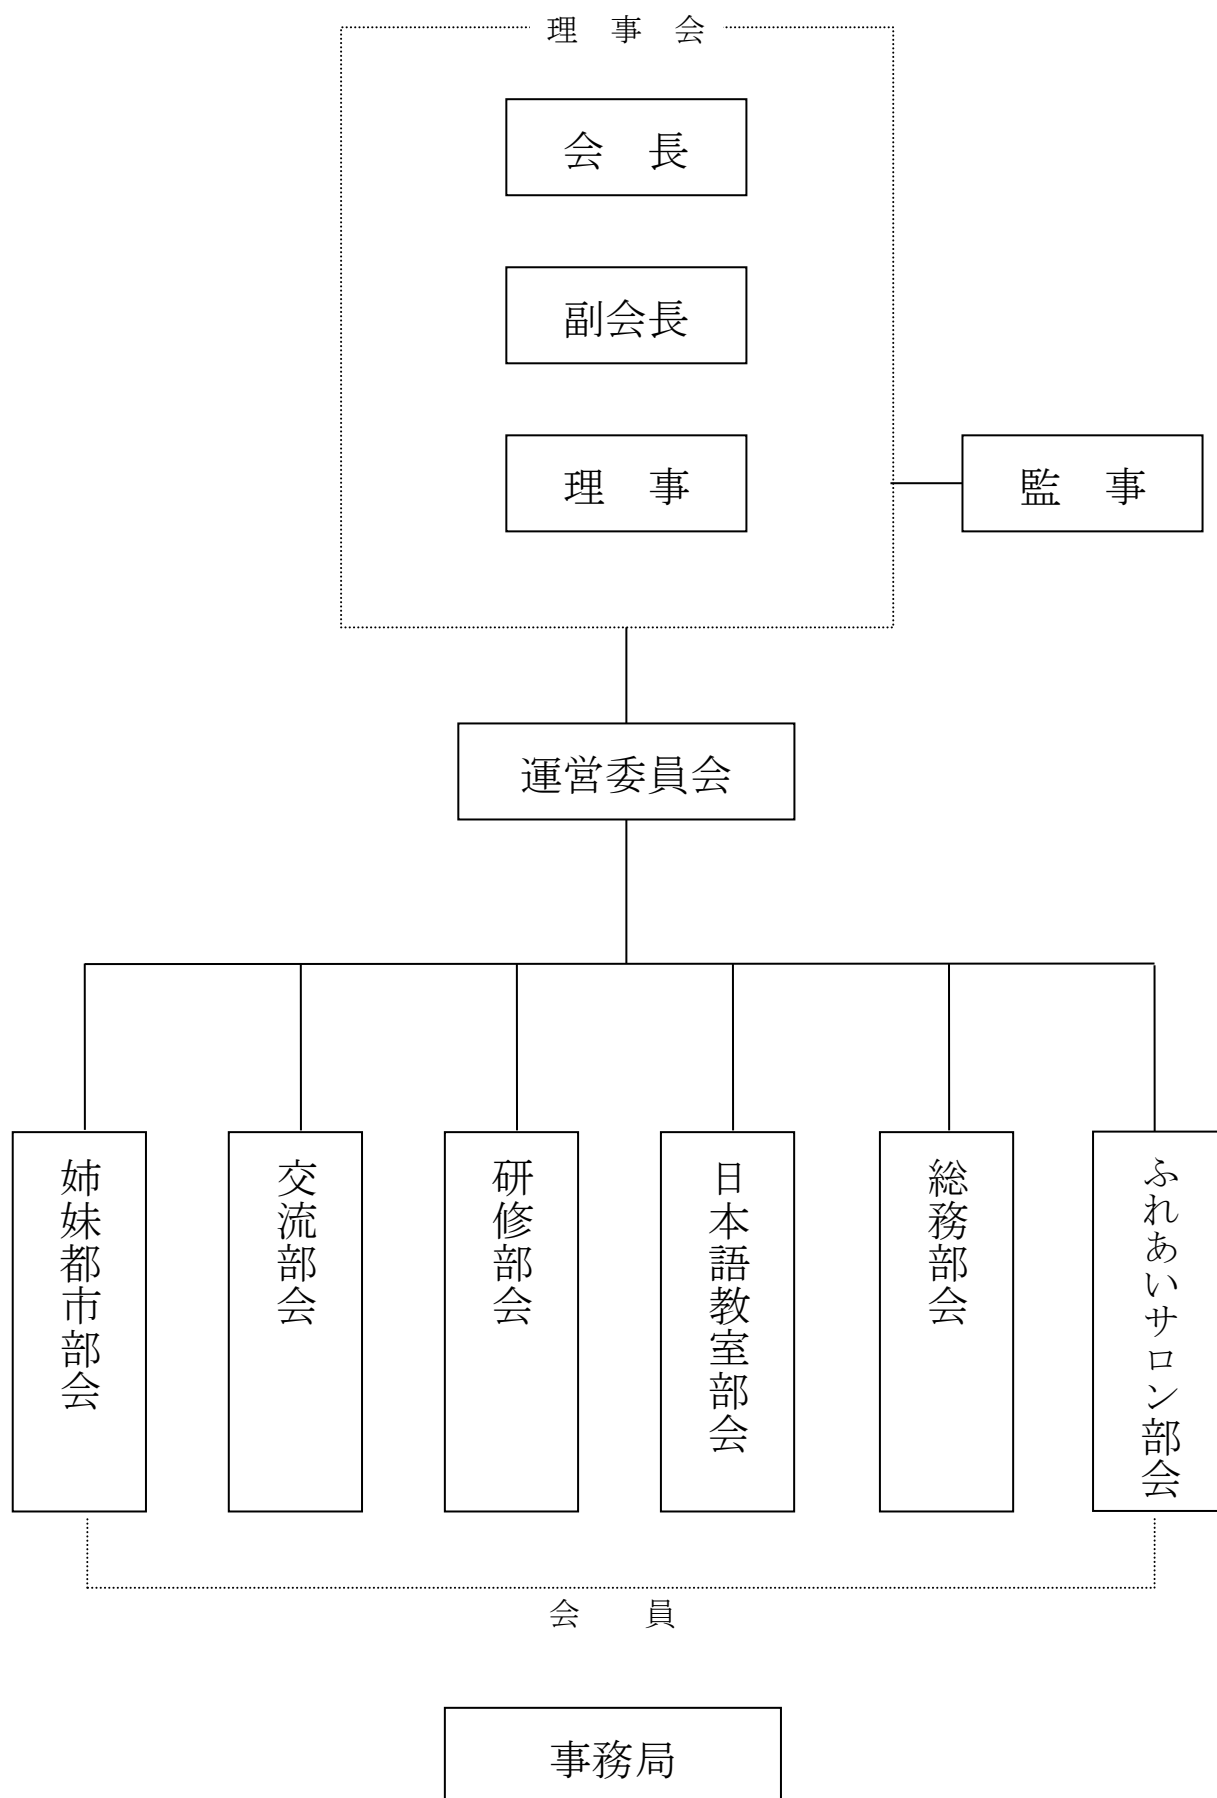 理　事　会
会　長
副会長
理　事
監　事
運営委員会
姉妹都市部会
交流部会
研修部会
日本語教室部会
総務部会
ふれあいサロン部会
会　　員
事務局